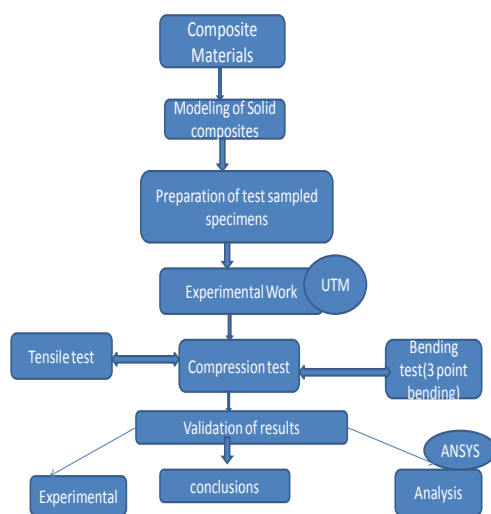 Composite
Materials
Modeling of Solid
composites
Preparation of test sampled
specimens
Experimental Work
UTM
Tensile test
Compression test
Bending
test(3 point
bending)
Validation of results
Experimental
conclusions
ANSYS
Analysis